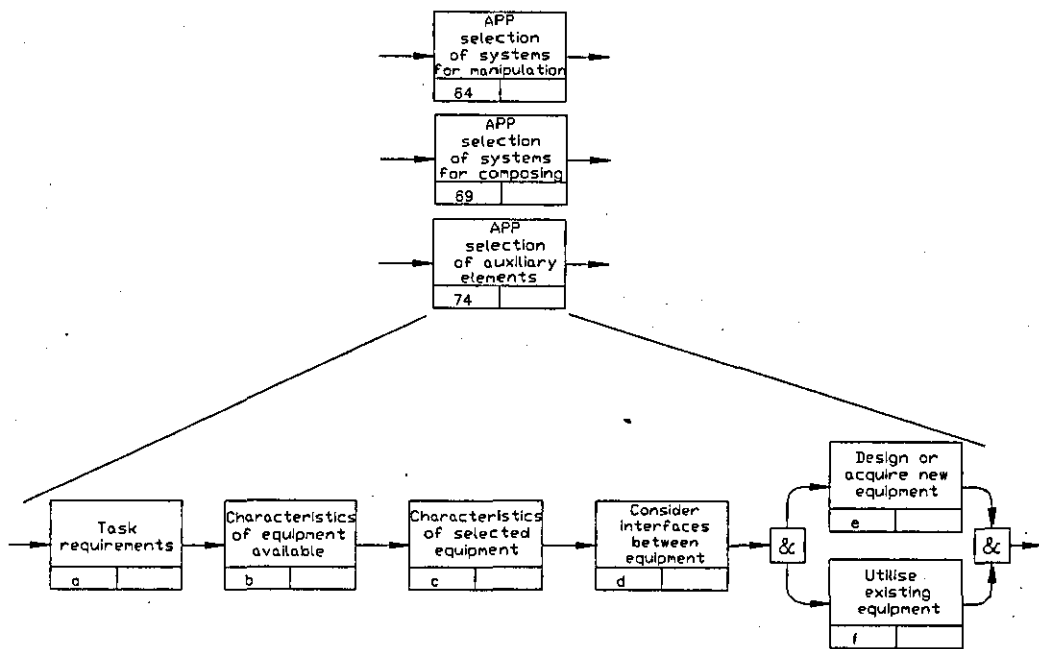 APP
selection
of systems
for manipulation
64
APP
selection
of systems
for composing
69
APP
selection
of auxiliary
elements
74
Task
requirements
a
Characteristics
of equipment
available
b
Characteristics
of selected
equipment
c
Consider
interfaces
between
equipment
d
&
Design or
acquire new
equipment
e
Utilise
existing
equipment
f
&